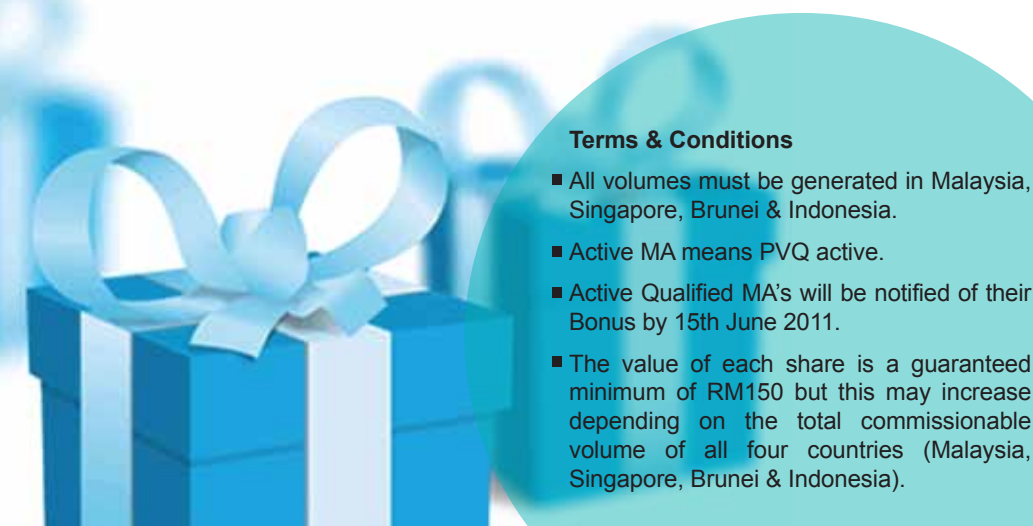 Terms & Conditions
▪ All volumes must be generated in Malaysia,
Singapore, Brunei & Indonesia.
▪ Active MA means PVQ active.
▪ Active Qualified MA’s will be notified of their
Bonus by 15th June 2011.
▪ The value of each share is a guaranteed
minimum of RM150 but this may increase
depending on the total commissionable
volume of all four countries (Malaysia,
Singapore, Brunei & Indonesia).